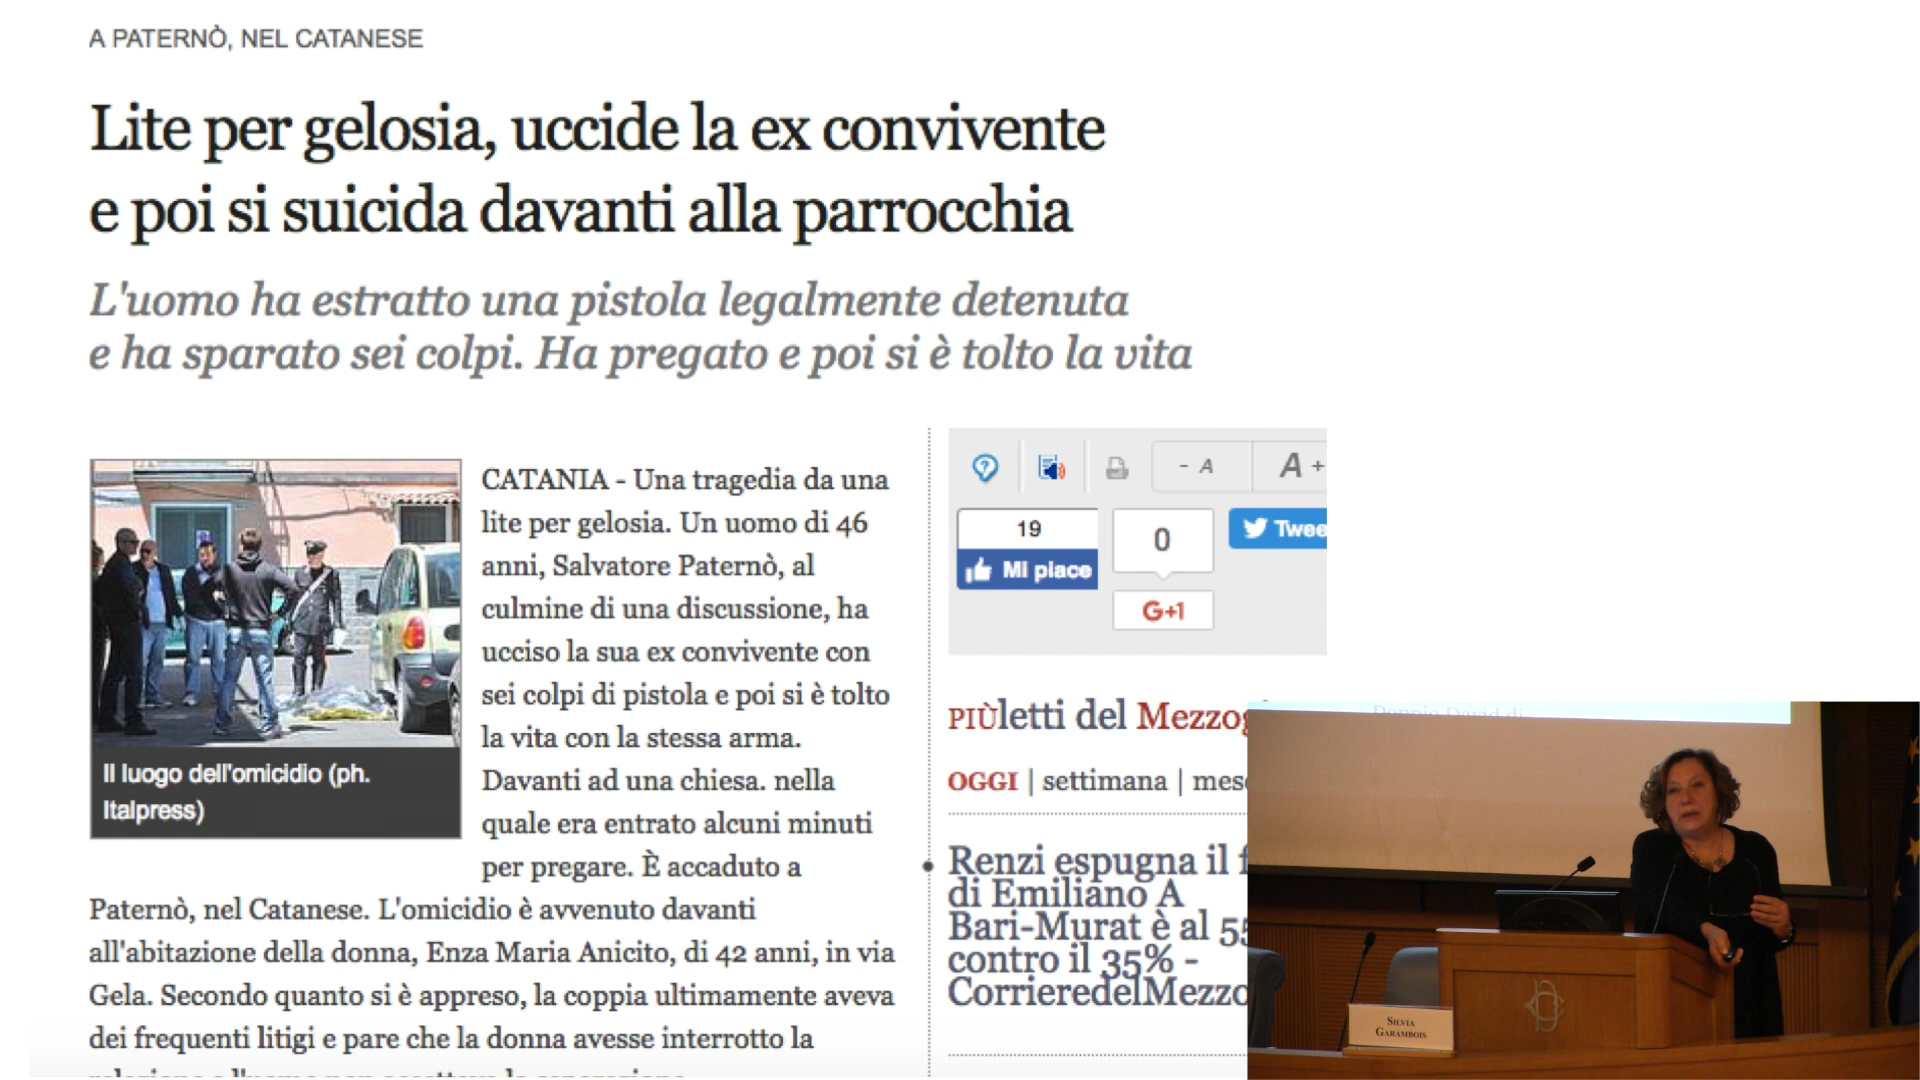 A PATERNÒ, NEL CATANESE
Lite per gelosia, uccide la ex convivente
e poi si suicida davanti alla parrocchia
L'uomo ha estratto una pistola legalmente detenuta
e ha sparato sei colpi. Ha pregato e poi si è tolto la vita
Il luogo dell'omicidio (ph.
Italpress)
CATANIA - Una tragedia da una
lite per gelosia. Un uomo di 46
anni, Salvatore Paternò, al
culmine di una discussione, ha
ucciso la sua ex convivente con
sei colpi di pistola e poi si è tolto
la vita con la stessa arma.
Davanti ad una chiesa. nella
quale era entrato alcuni minuti
per pregare. È accaduto a
Paternò, nel Catanese. L'omicidio è avvenuto davanti
all'abitazione della donna, Enza Maria Anicito, di 42 anni, in via
Gela. Secondo quanto si è appreso, la coppia ultimamente aveva
dei frequenti litigi e pare che la donna avesse interrotto la
- A A +
19
Mi piace
0
G+1
Twee
PIÙletti del Mezzog
OGGI | settimana | mes
Renzi espugna il f
di Emiliano A
Bari-Murat è al 55
contro il 35% -
CorrieredelMezzo
SILVIA
GARAMBOIS